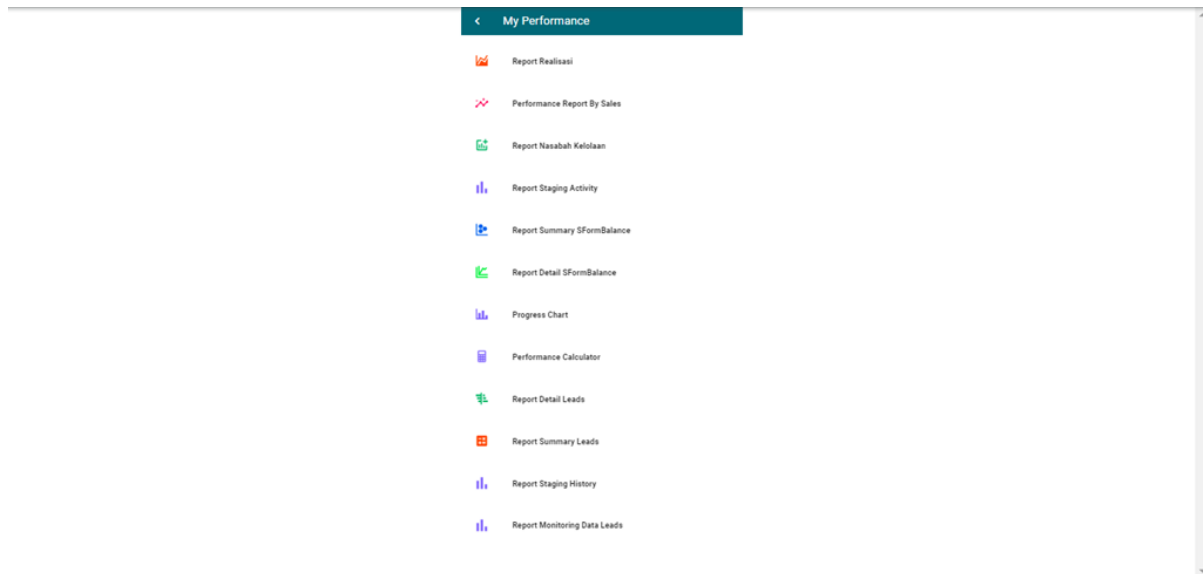 My Performance
Report Realisasi
Performance Report By Sales
Report Nasabah Kelolaan
Report Staging Activity
Report Summary SFormBalance
Report Detail SFormBalance
Progress Chart
Performance Calculator
Report Detail Leads
Report Summary Leads
Report Staging History
Report Monitoring Data Leads